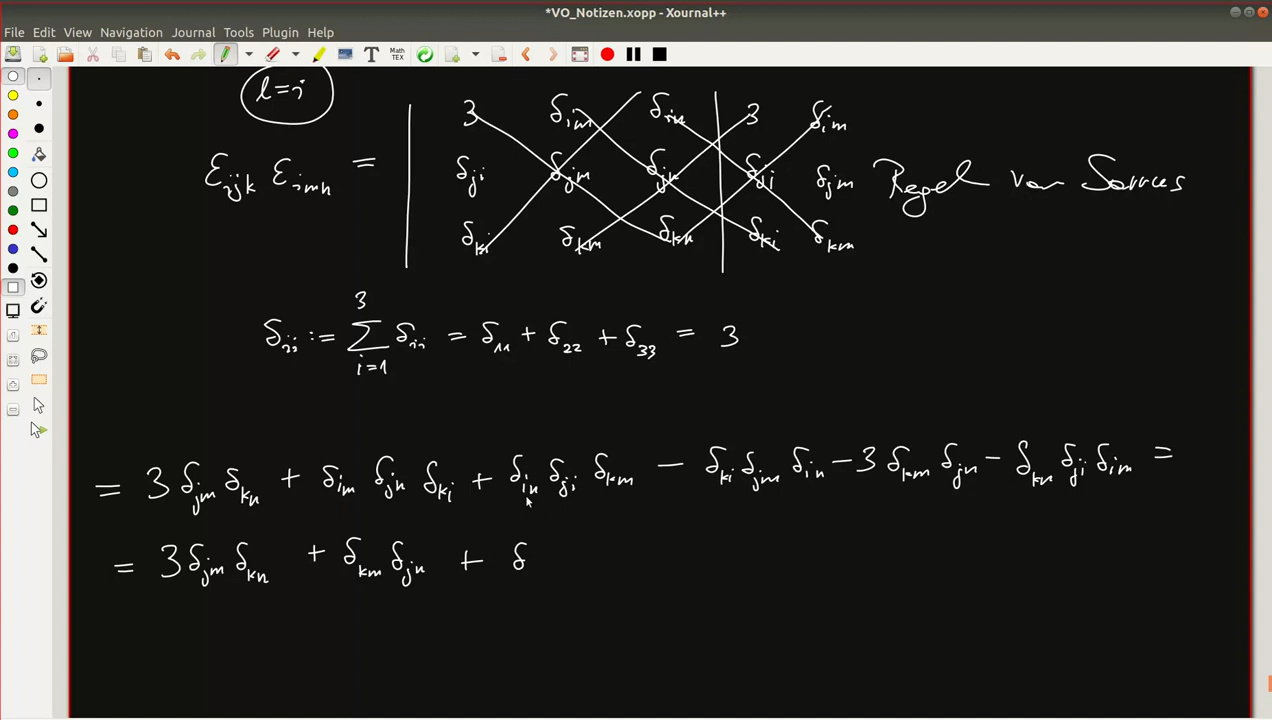 *VO_Notizen.xopp - Xournal++
File Edit View Navigation Journal Tools Plugin Help
T Math TEX
l=i
3 δ_im δ_in 3 δ_im
ε_ijk ε_imn = δ_ji δ_jm δ_jn δ_ji δ_jm Regel von Sarrus
δ_ki δ_km δ_kn δ_ki δ_km
δ_ii := ∑_{i=1}^{3} δ_ii = δ_11 + δ_22 + δ_33 = 3
= 3 δ_jm δ_kn + δ_im δ_jn δ_ki + δ_in δ_ji δ_km − δ_ki δ_jm δ_in − 3 δ_km δ_jn − δ_kn δ_ji δ_im =
= 3 δ_jm δ_kn + δ_km δ_jn + δ